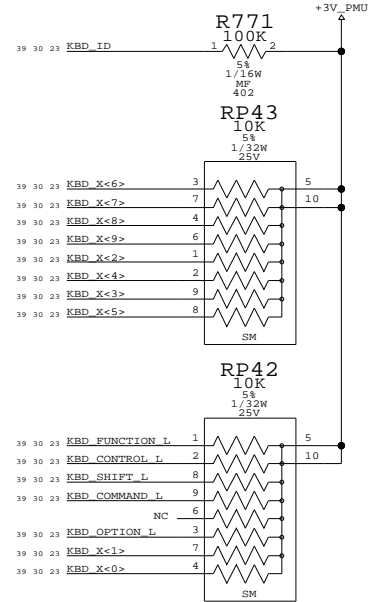 +3V_PMU
R771
100K
39 30 23 KBD_ID 1 2
5%
1/16W
MF
402
RP43
10K
5%
1/32W
25V
39 30 23 KBD_X<6> 3 5
39 30 23 KBD_X<7> 7 10
39 30 23 KBD_X<8> 4
39 30 23 KBD_X<9> 6
39 30 23 KBD_X<2> 1
39 30 23 KBD_X<4> 2
39 30 23 KBD_X<3> 9
39 30 23 KBD_X<5> 8
SM
RP42
10K
5%
1/32W
25V
39 30 23 KBD_FUNCTION_L 1 5
39 30 23 KBD_CONTROL_L 2 10
39 30 23 KBD_SHIFT_L 8
39 30 23 KBD_COMMAND_L 9
NC 6
39 30 23 KBD_OPTION_L 3
39 30 23 KBD_X<1> 7
39 30 23 KBD_X<0> 4
SM